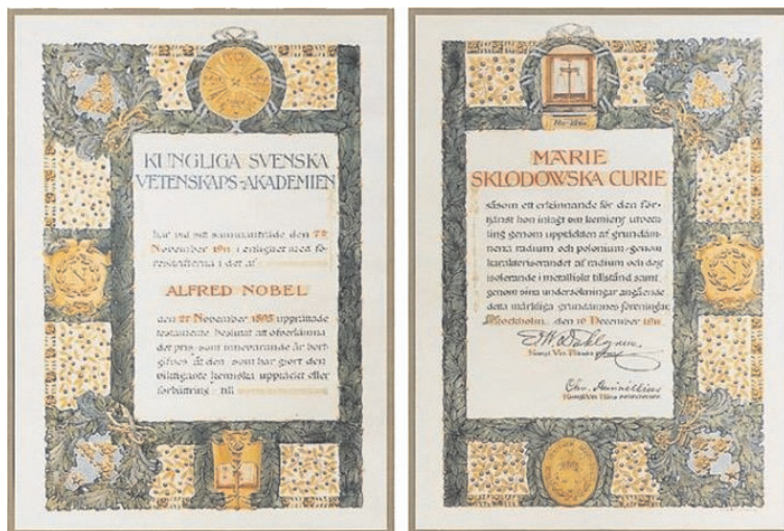 KUNGLIGA SVENSKA
VETENSKAPS-AKADEMIEN
har vid sitt sammanträde den
November 1911 i enlighet med fö-
reskrifterna i det af
ALFRED NOBEL
den 27 November 1895 upprättade
testamente beslutat att öfverlämna
det pris som innevarande år bort-
gifves åt den som har gjort den
viktigaste kemiska upptäckt eller
förbättring till
MARIE
SKLODOWSKA CURIE
såsom ett erkännande för den för-
tjänst hon inlagt om kemiens utveck-
ling genom upptäckten af grundäm-
nena radium och polonium genom
karakteriserandet af radium och dess
isolerande i metalliskt tillstånd samt
genom sina undersökningar angående
detta märkliga grundämnes föreningar
Stockholm den 10 December 1911